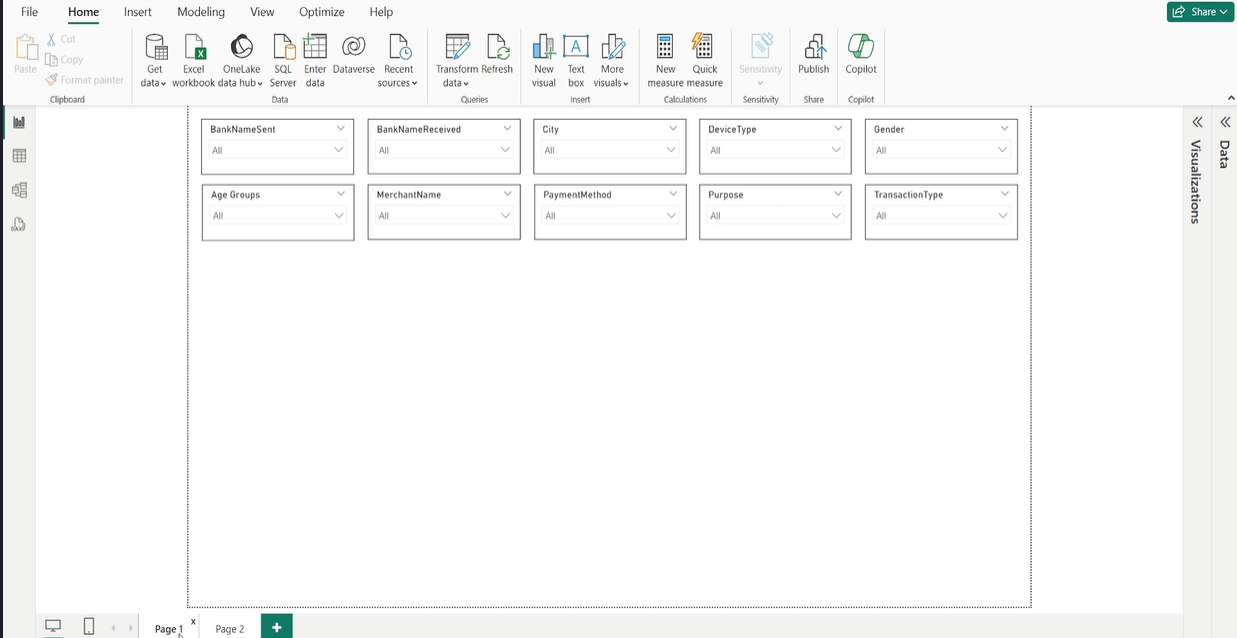 File Home Insert Modeling View Optimize Help Share
Paste Cut Copy Format painter
Clipboard
Get data Excel workbook OneLake data hub SQL Server Enter data Dataverse Recent sources
Data
Transform data Refresh
Queries
New visual Text box More visuals
Insert
New measure Quick measure
Calculations
Sensitivity
Sensitivity
Publish
Share
Copilot
Copilot
BankNameSent BankNameReceived City DeviceType Gender
All All All All All
Age Groups MerchantName PaymentMethod Purpose TransactionType
All All All All All
Visualizations
Data
Page 1 x Page 2 +